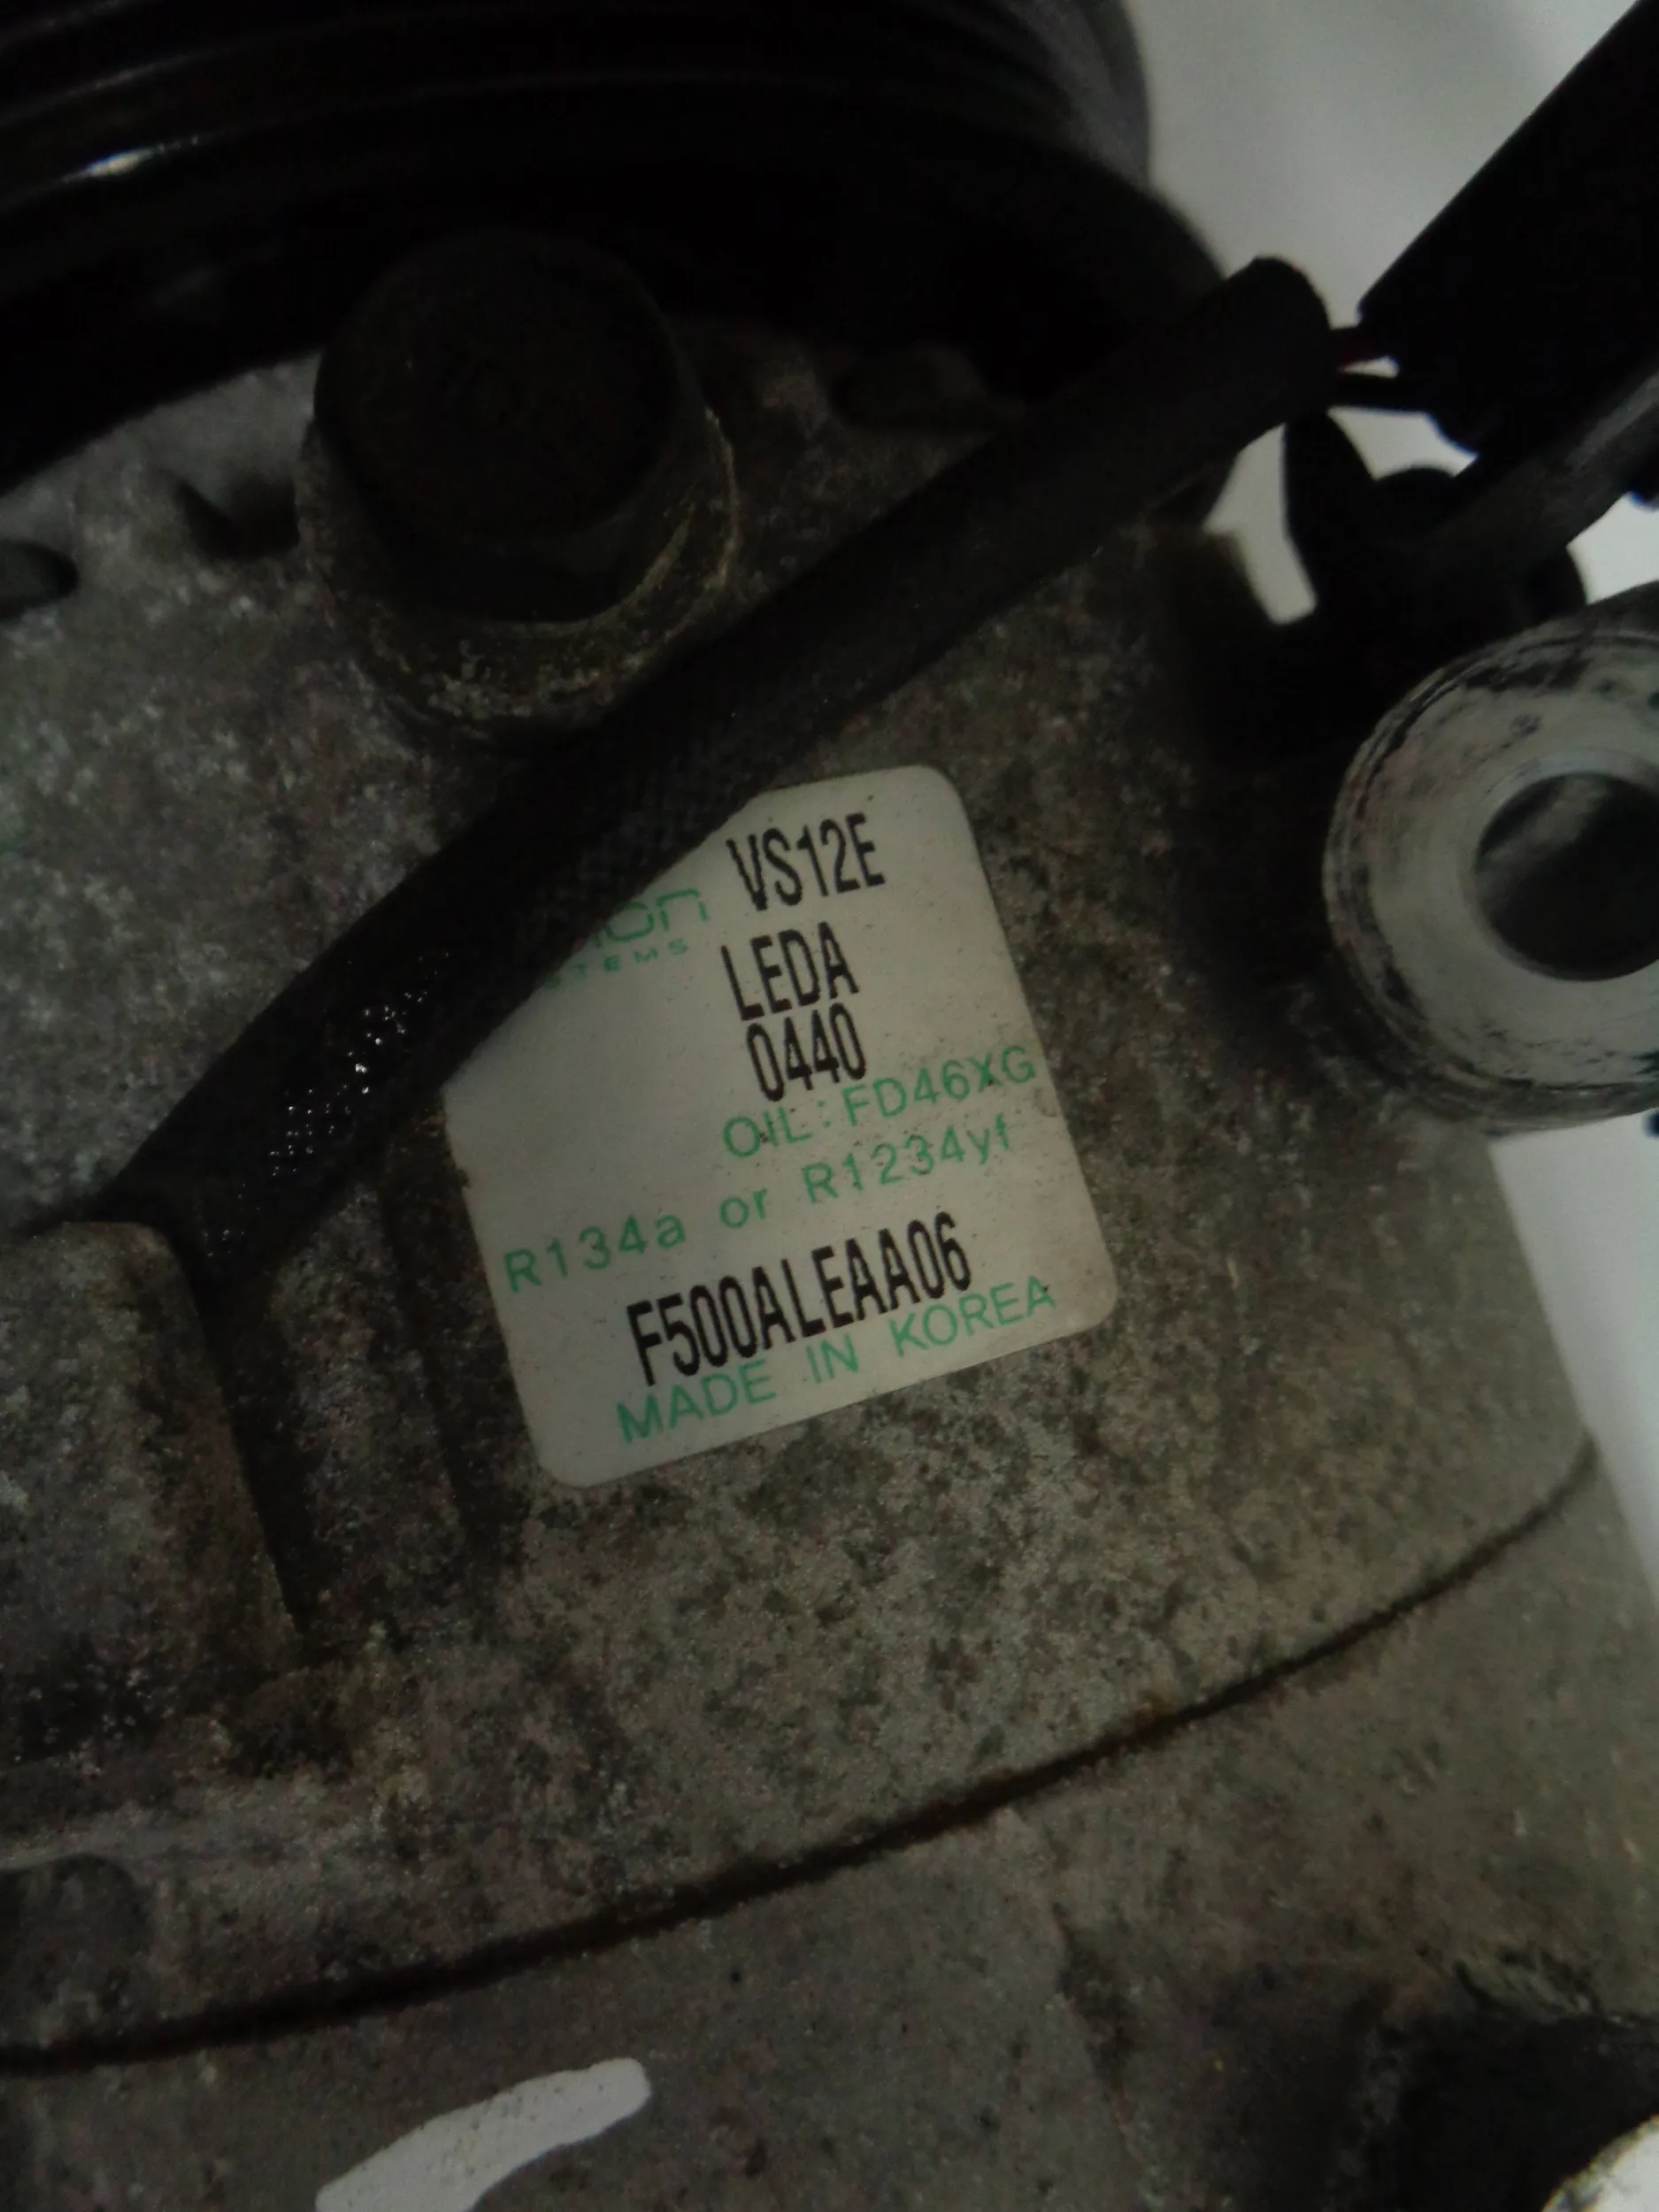 VS12E
LEDA
0440
OIL : FD46XG
R134a or R1234yf
F500ALEAA06
MADE IN KOREA